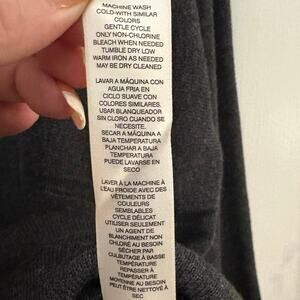 MACHINE WASH
COLD-WITH SIMILAR
COLORS
GENTLE CYCLE
ONLY NON-CHLORINE
BLEACH WHEN NEEDED
TUMBLE DRY LOW
WARM IRON AS NEEDED
MAY BE DRY CLEANED
LAVAR A MÁQUINA CON
AGUA FRIA EN
CICLO SUAVE CON
COLORES SIMILARES.
USAR BLANQUEADOR
SIN CLORO CUANDO SE
NECESITE.
SECAR A MÁQUINA A
BAJA TEMPERATURA
PLANCHAR A BAJA
TEMPERATURA
PUEDE LAVARSE EN
SECO
LAVER À LA MACHINE À
L'EAU FROIDE AVEC DES
VÊTEMENTS DE
COULEURS
SEMBLABLES
CYCLE DÉLICAT
UTILISER SEULEMENT
UN AGENT DE
BLANCHIMENT NON
CHLORÉ AU BESOIN
SÉCHER PAR
CULBUTAGE À BASSE
TEMPÉRATURE
REPASSER À
TEMPÉRATURE
MOYENNE AU BESOIN
PEUT ÊTRE NETTOYÉ À
SEC